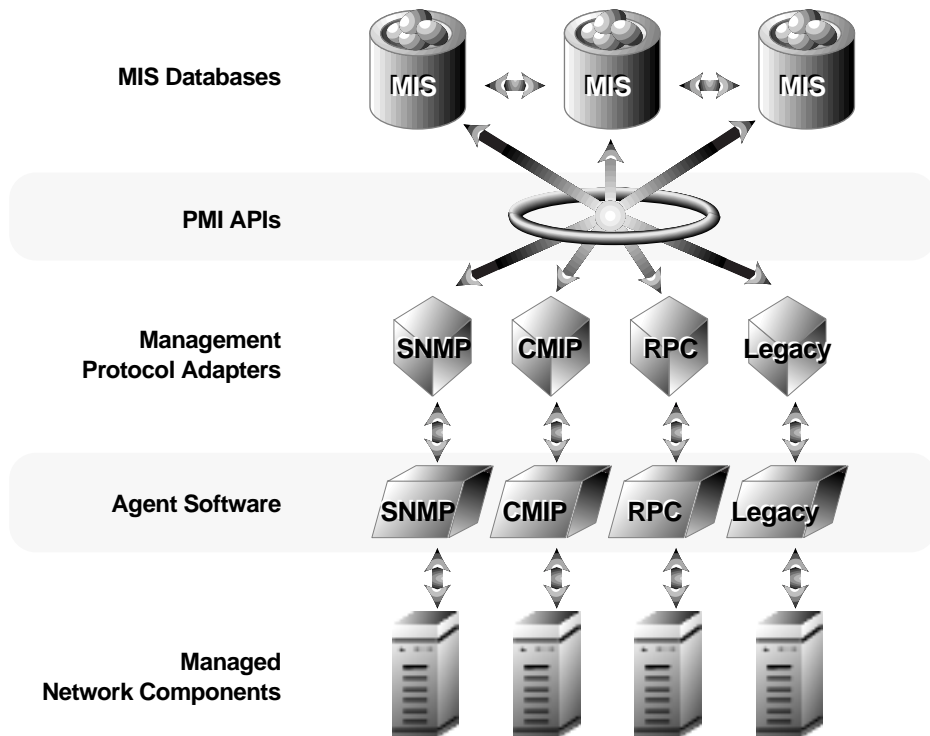 MIS Databases
MIS MIS MIS
PMI APIs
Management
Protocol Adapters
SNMP CMIP RPC Legacy
Agent Software
SNMP CMIP RPC Legacy
Managed
Network Components